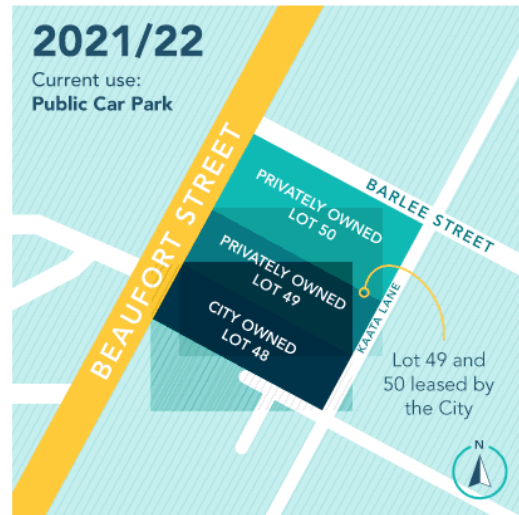 2021/22
Current use:
Public Car Park
BEAUFORT STREET
BARLEE STREET
PRIVATELY OWNED
LOT 50
PRIVATELY OWNED
LOT 49
CITY OWNED
LOT 48
KAATA LANE
Lot 49 and
50 leased by
the City
N